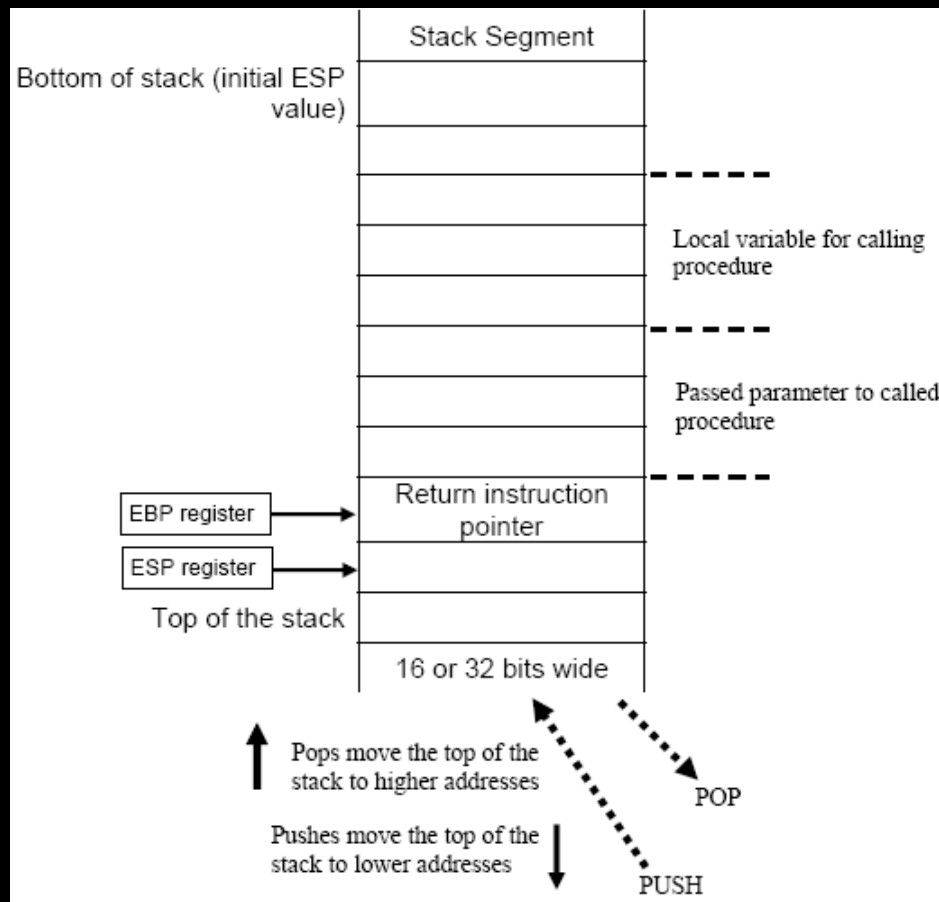 Stack Segment
Bottom of stack (initial ESP
value)
Local variable for calling
procedure
Passed parameter to called
procedure
Return instruction
pointer
EBP register
ESP register
Top of the stack
16 or 32 bits wide
Pops move the top of the
stack to higher addresses
POP
Pushes move the top of the
stack to lower addresses
PUSH